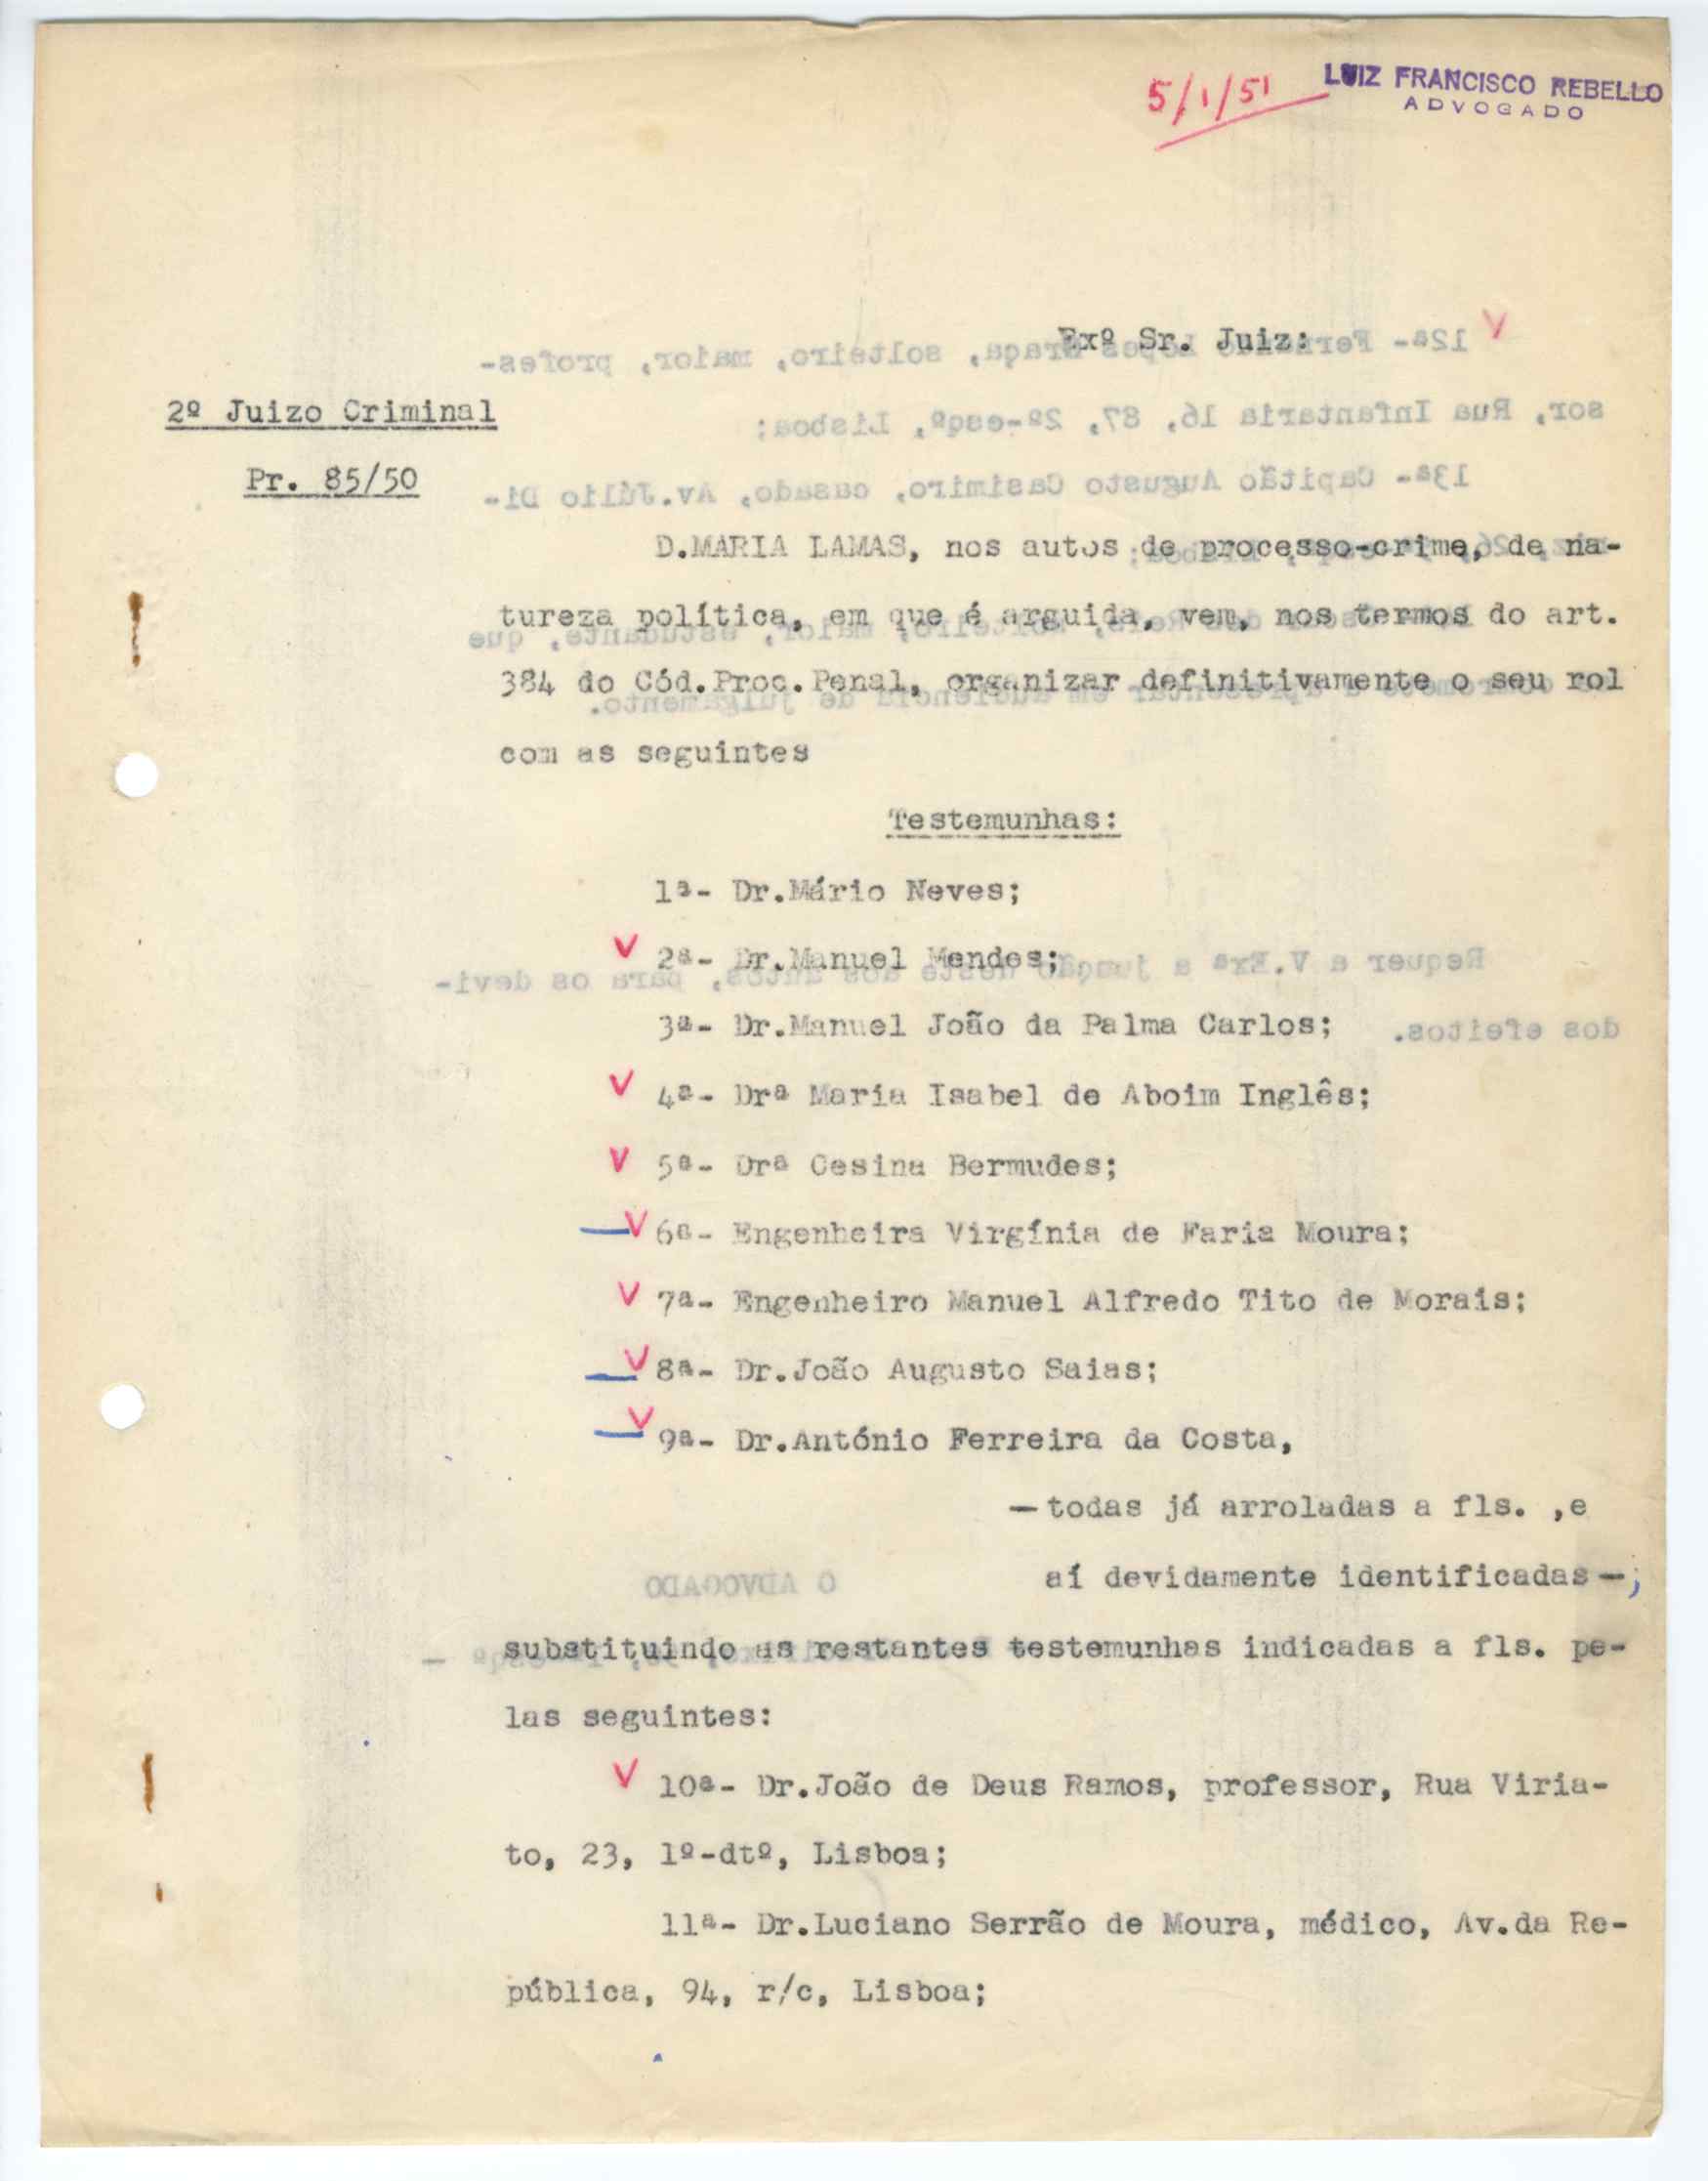 5/1/51
LUIZ FRANCISCO REBELLO
ADVOGADO
Exº Sr. Juiz:
2º Juizo Criminal
Pr. 85/50
D.MARIA LAMAS, nos autos de processo-crime, de na-
tureza política, em que é arguida, vem, nos termos do art.
384 do Cód.Proc.Penal, organizar definitivamente o seu rol
com as seguintes
Testemunhas:
1ª- Dr.Mário Neves;
V 2ª- Dr.Manuel Mendes;
3ª- Dr.Manuel João da Palma Carlos;
V 4ª- Drª Maria Isabel de Aboim Inglês;
V 5ª- Drª Cesina Bermudes;
V 6ª- Engenheira Virgínia de Faria Moura;
V 7ª- Engenheiro Manuel Alfredo Tito de Morais;
V 8ª- Dr.João Augusto Saias;
V 9ª- Dr.António Ferreira da Costa,
— todas já arroladas a fls. ,e
aí devidamente identificadas —;
substituindo as restantes testemunhas indicadas a fls. pe-
las seguintes:
V 10ª- Dr.João de Deus Ramos, professor, Rua Viria-
to, 23, 1º-dtº, Lisboa;
11ª- Dr.Luciano Serrão de Moura, médico, Av.da Re-
pública, 94, r/c, Lisboa;